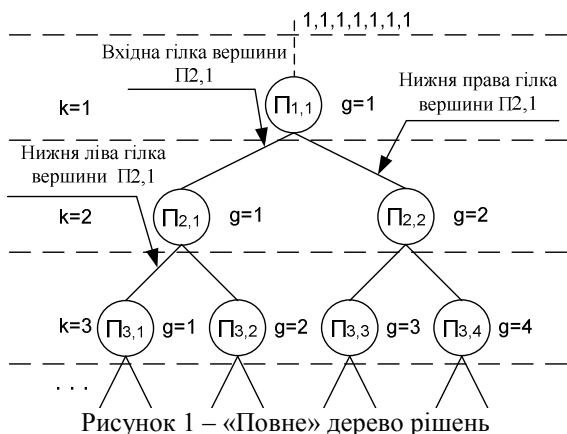 1,1,1,1,1,1,1
Вхідна гілка вершини
П2,1
Нижня права гілка
вершини П2,1
k=1
П1,1
g=1
Нижня ліва гілка
вершини П2,1
k=2
П2,1
g=1
П2,2
g=2
k=3
П3,1
g=1
П3,2
g=2
П3,3
g=3
П3,4
g=4
. . .
Рисунок 1 – «Повне» дерево рішень